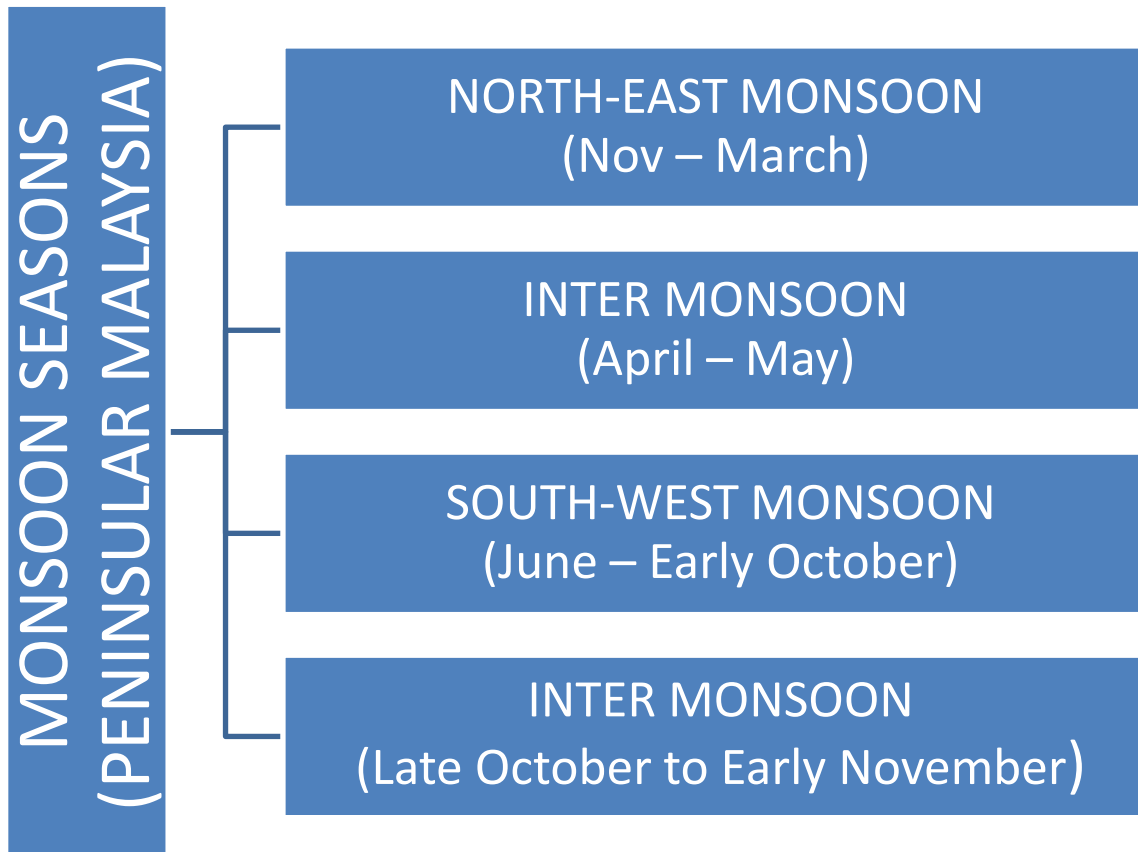 MONSOON SEASONS
(PENINSULAR MALAYSIA)
NORTH-EAST MONSOON
(Nov – March)
INTER MONSOON
(April – May)
SOUTH-WEST MONSOON
(June – Early October)
INTER MONSOON
(Late October to Early November)